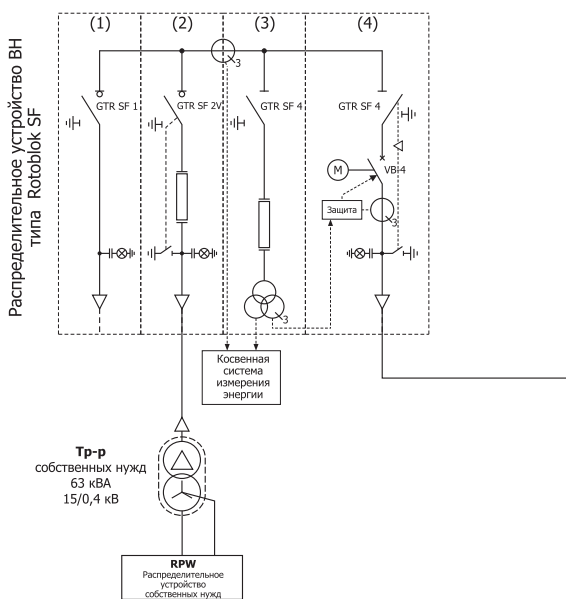 Распределительное устройство ВН
типа Rotoblok SF
(1)
(2)
(3)
(4)
3
GTR SF 1
GTR SF 2V
GTR SF 4
GTR SF 4
M
VB-4
Защита
3
3
Косвенная
система
измерения
энергии
Тр-р
собственных нужд
63 кВА
15/0,4 кВ
RPW
Распределительное
устройство
собственных нужд